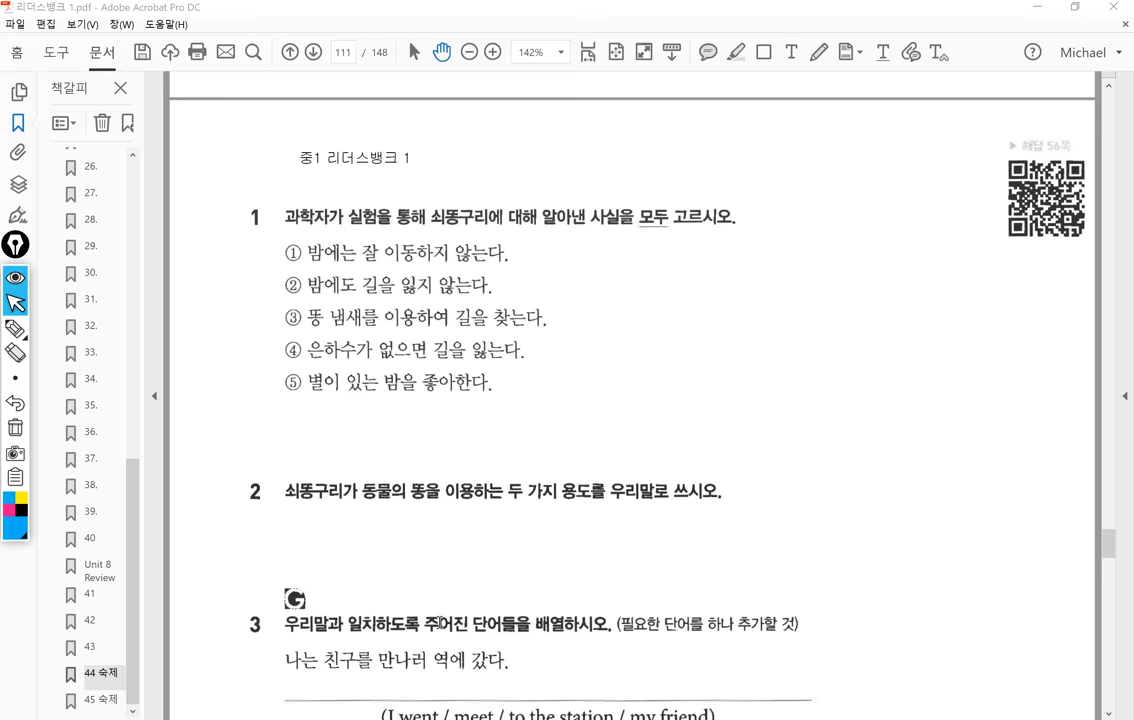 리더스뱅크 1.pdf - Adobe Acrobat Pro DC
파일 편집 보기(V) 창(W) 도움말(H)
홈 도구 문서 111 / 148 142% Michael
책갈피
26.
27.
28.
29.
30.
31.
32.
33.
34.
35.
36.
37.
38.
39.
40
Unit 8
Review
41
42
43
44 숙제
45 숙제
중1 리더스뱅크 1
▶ 해답 56쪽
1 과학자가 실험을 통해 쇠똥구리에 대해 알아낸 사실을 모두 고르시오.
① 밤에는 잘 이동하지 않는다.
② 밤에도 길을 잃지 않는다.
③ 똥 냄새를 이용하여 길을 찾는다.
④ 은하수가 없으면 길을 잃는다.
⑤ 별이 있는 밤을 좋아한다.
2 쇠똥구리가 동물의 똥을 이용하는 두 가지 용도를 우리말로 쓰시오.
G
3 우리말과 일치하도록 주어진 단어들을 배열하시오. (필요한 단어를 하나 추가할 것)
나는 친구를 만나러 역에 갔다.
(I went / meet / to the station / my friend)